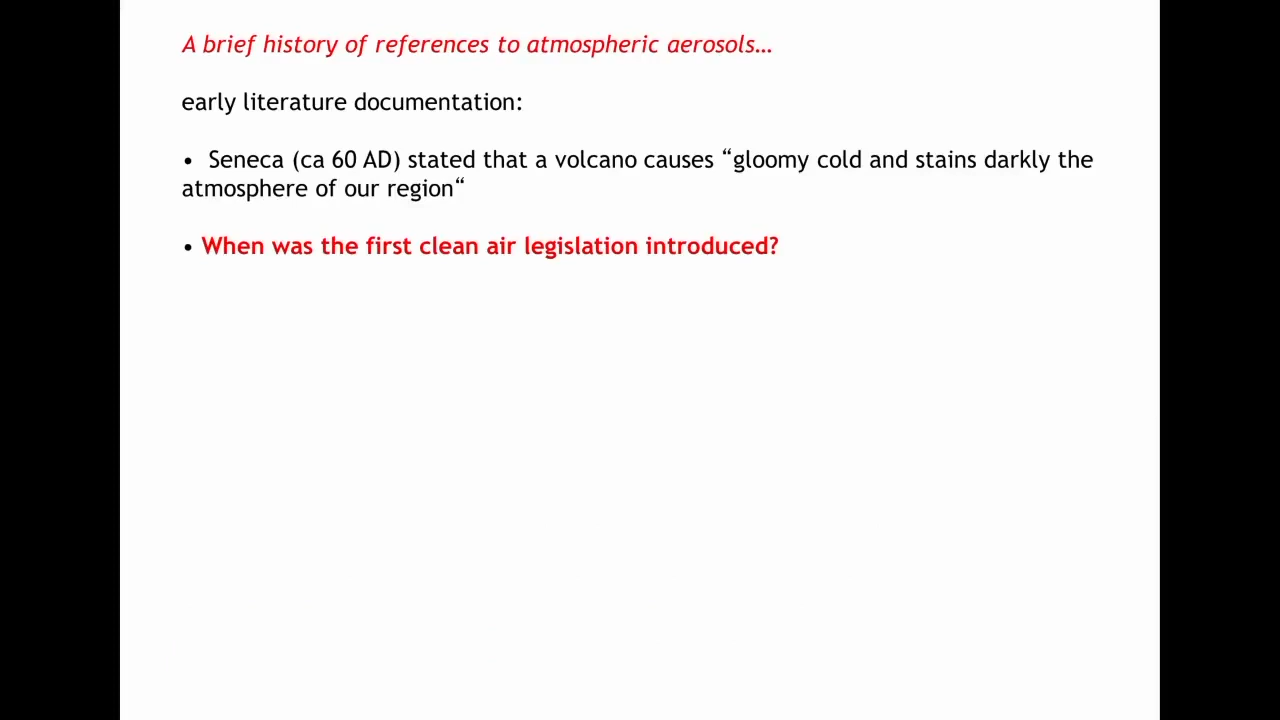 A brief history of references to atmospheric aerosols…
early literature documentation:
• Seneca (ca 60 AD) stated that a volcano causes “gloomy cold and stains darkly the
atmosphere of our region“
• When was the first clean air legislation introduced?